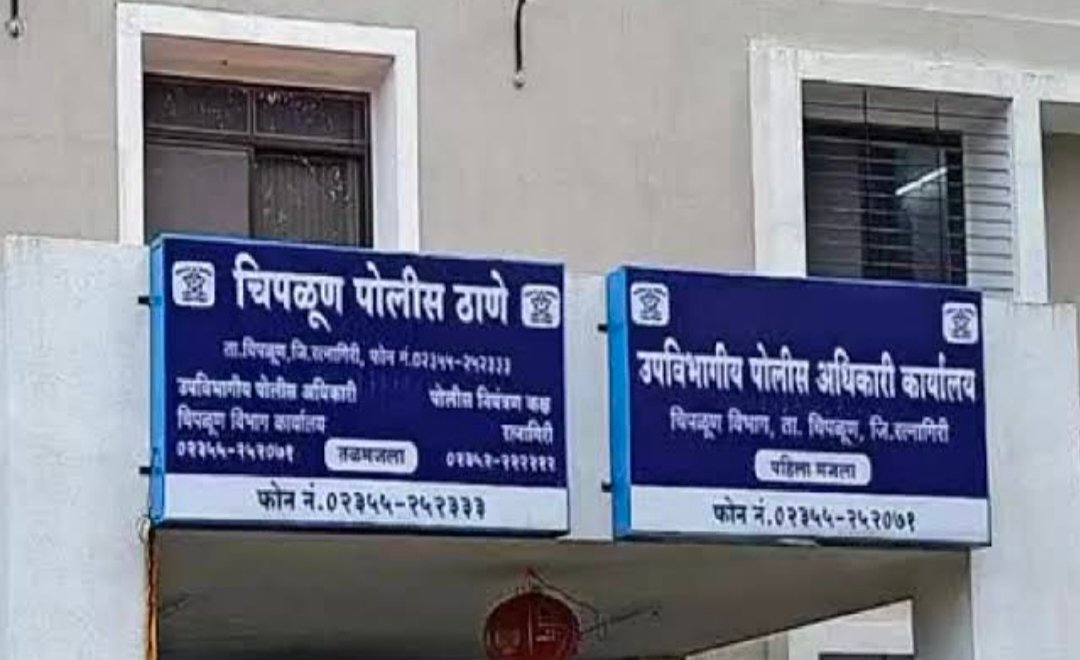 चिपळूण पोलीस ठाणे
ता.चिपळूण,जि.रत्नागिरी, फोन नं.०२३५५-२५२३३३
उपविभागीय पोलीस अधिकारी
चिपळूण विभाग कार्यालय
०२३५५-२५२०७१
पोलीस नियंत्रण कक्ष
रत्नागिरी
०२३५२-२२२२२२
तळमजला
फोन नं.०२३५५-२५२३३३
उपविभागीय पोलीस अधिकारी कार्यालय
चिपळूण विभाग, ता. चिपळूण, जि.रत्नागिरी
पहिला मजला
फोन नं.०२३५५-२५२०७१